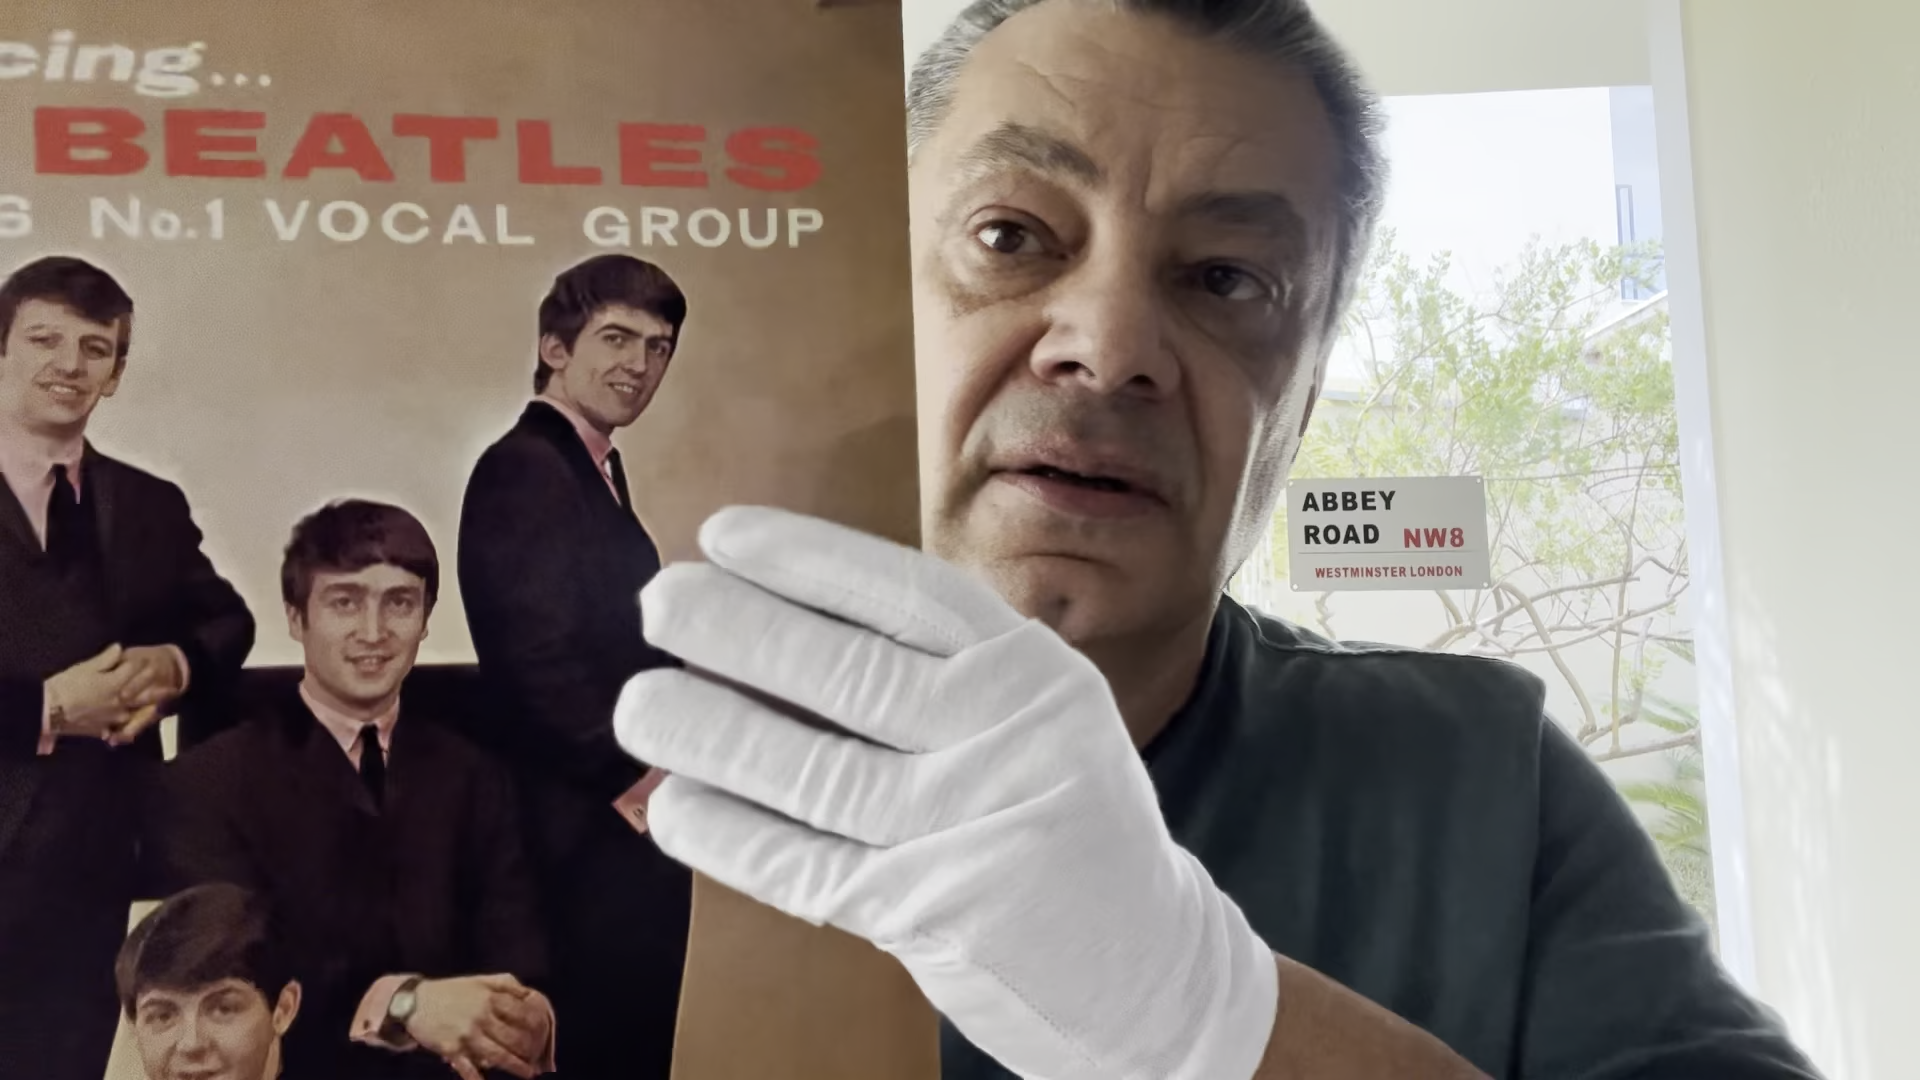 cing...
BEATLES
S No.1 VOCAL GROUP
ABBEY
ROAD NW8
WESTMINSTER LONDON